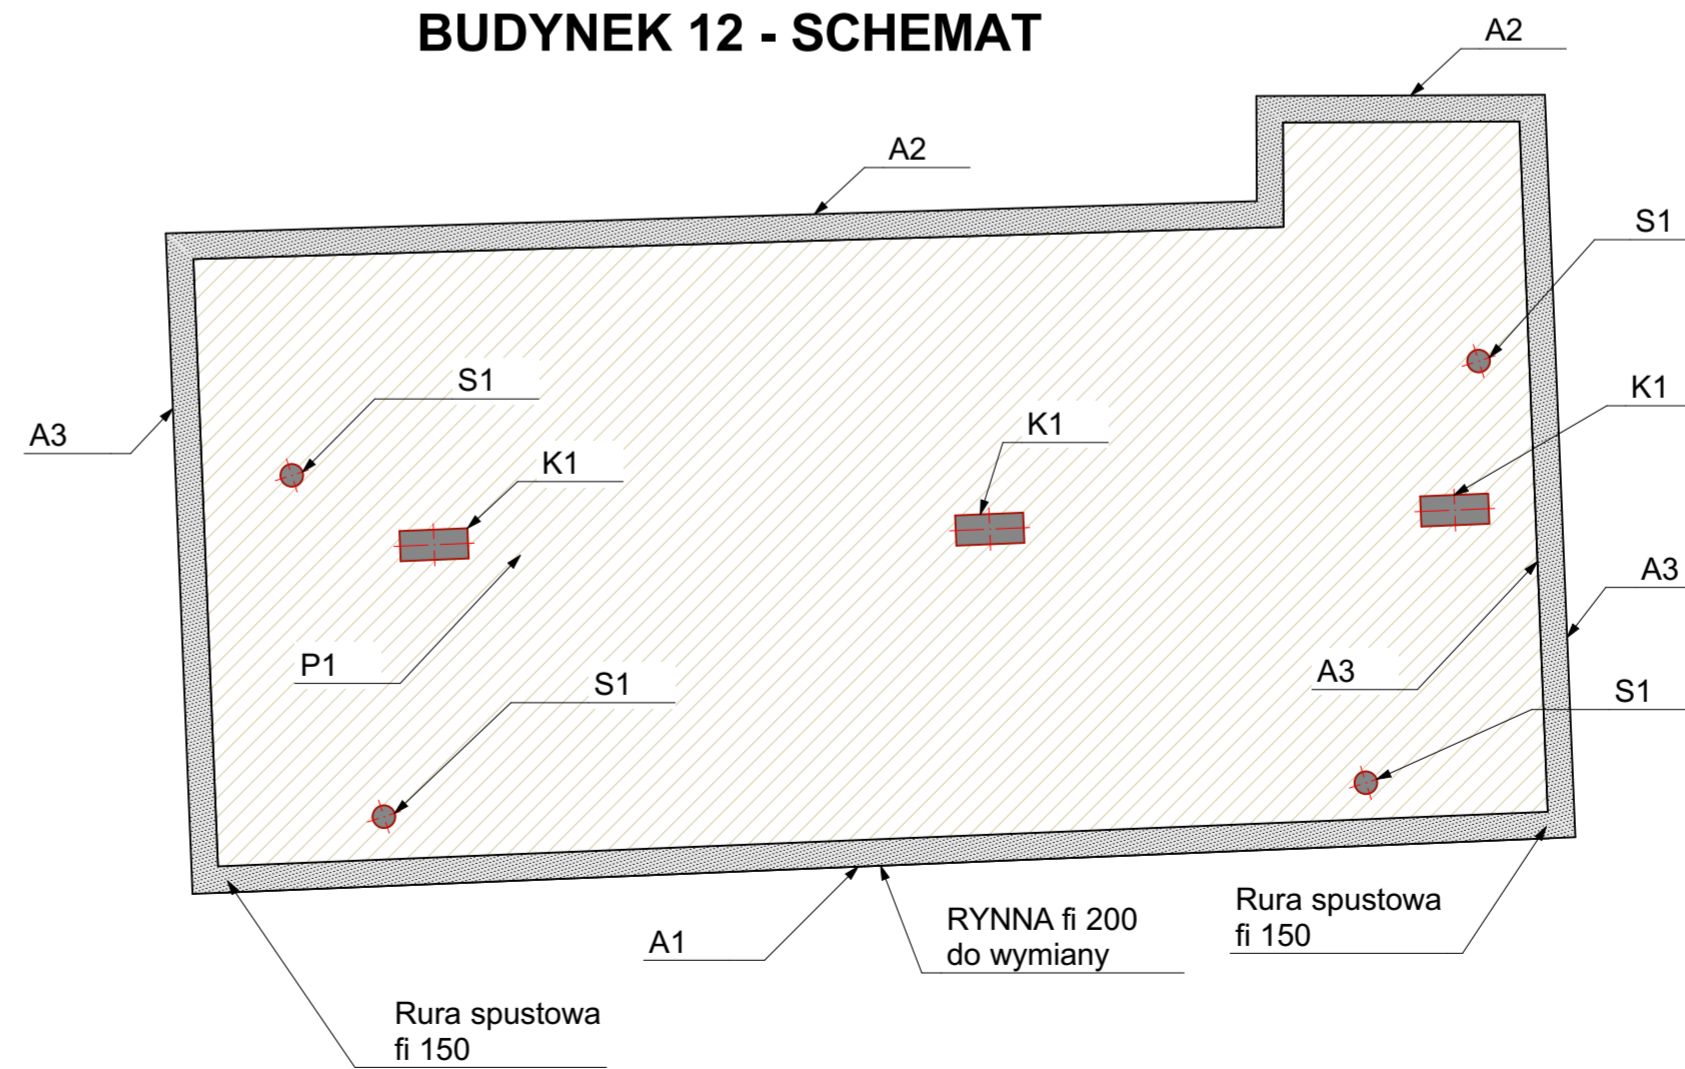 BUDYNEK 12 - SCHEMAT
A2
A2
S1
S1
K1
K1
A3
K1
A3
P1
A3
S1
S1
Rura spustowa
fi 150
RYNNA fi 200
do wymiany
A1
Rura spustowa
fi 150